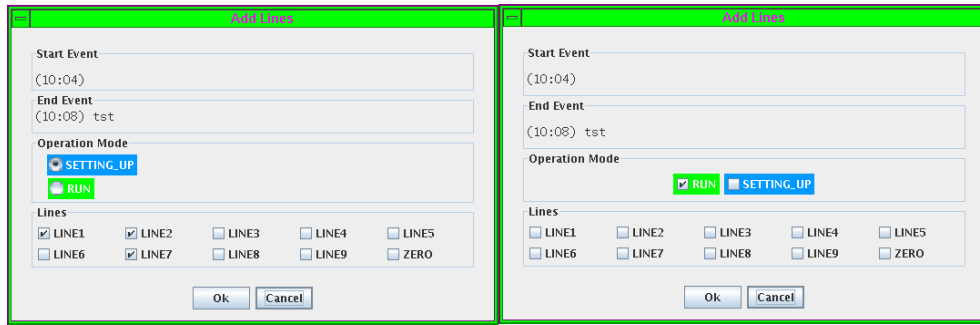 Add Lines
Start Event
(10:04)
End Event
(10:08) tst
Operation Mode
SETTING_UP
RUN
Lines
LINE1 LINE2 LINE3 LINE4 LINE5
LINE6 LINE7 LINE8 LINE9 ZERO
Ok Cancel
Add Lines
Start Event
(10:04)
End Event
(10:08) tst
Operation Mode
RUN SETTING_UP
Lines
LINE1 LINE2 LINE3 LINE4 LINE5
LINE6 LINE7 LINE8 LINE9 ZERO
Ok Cancel